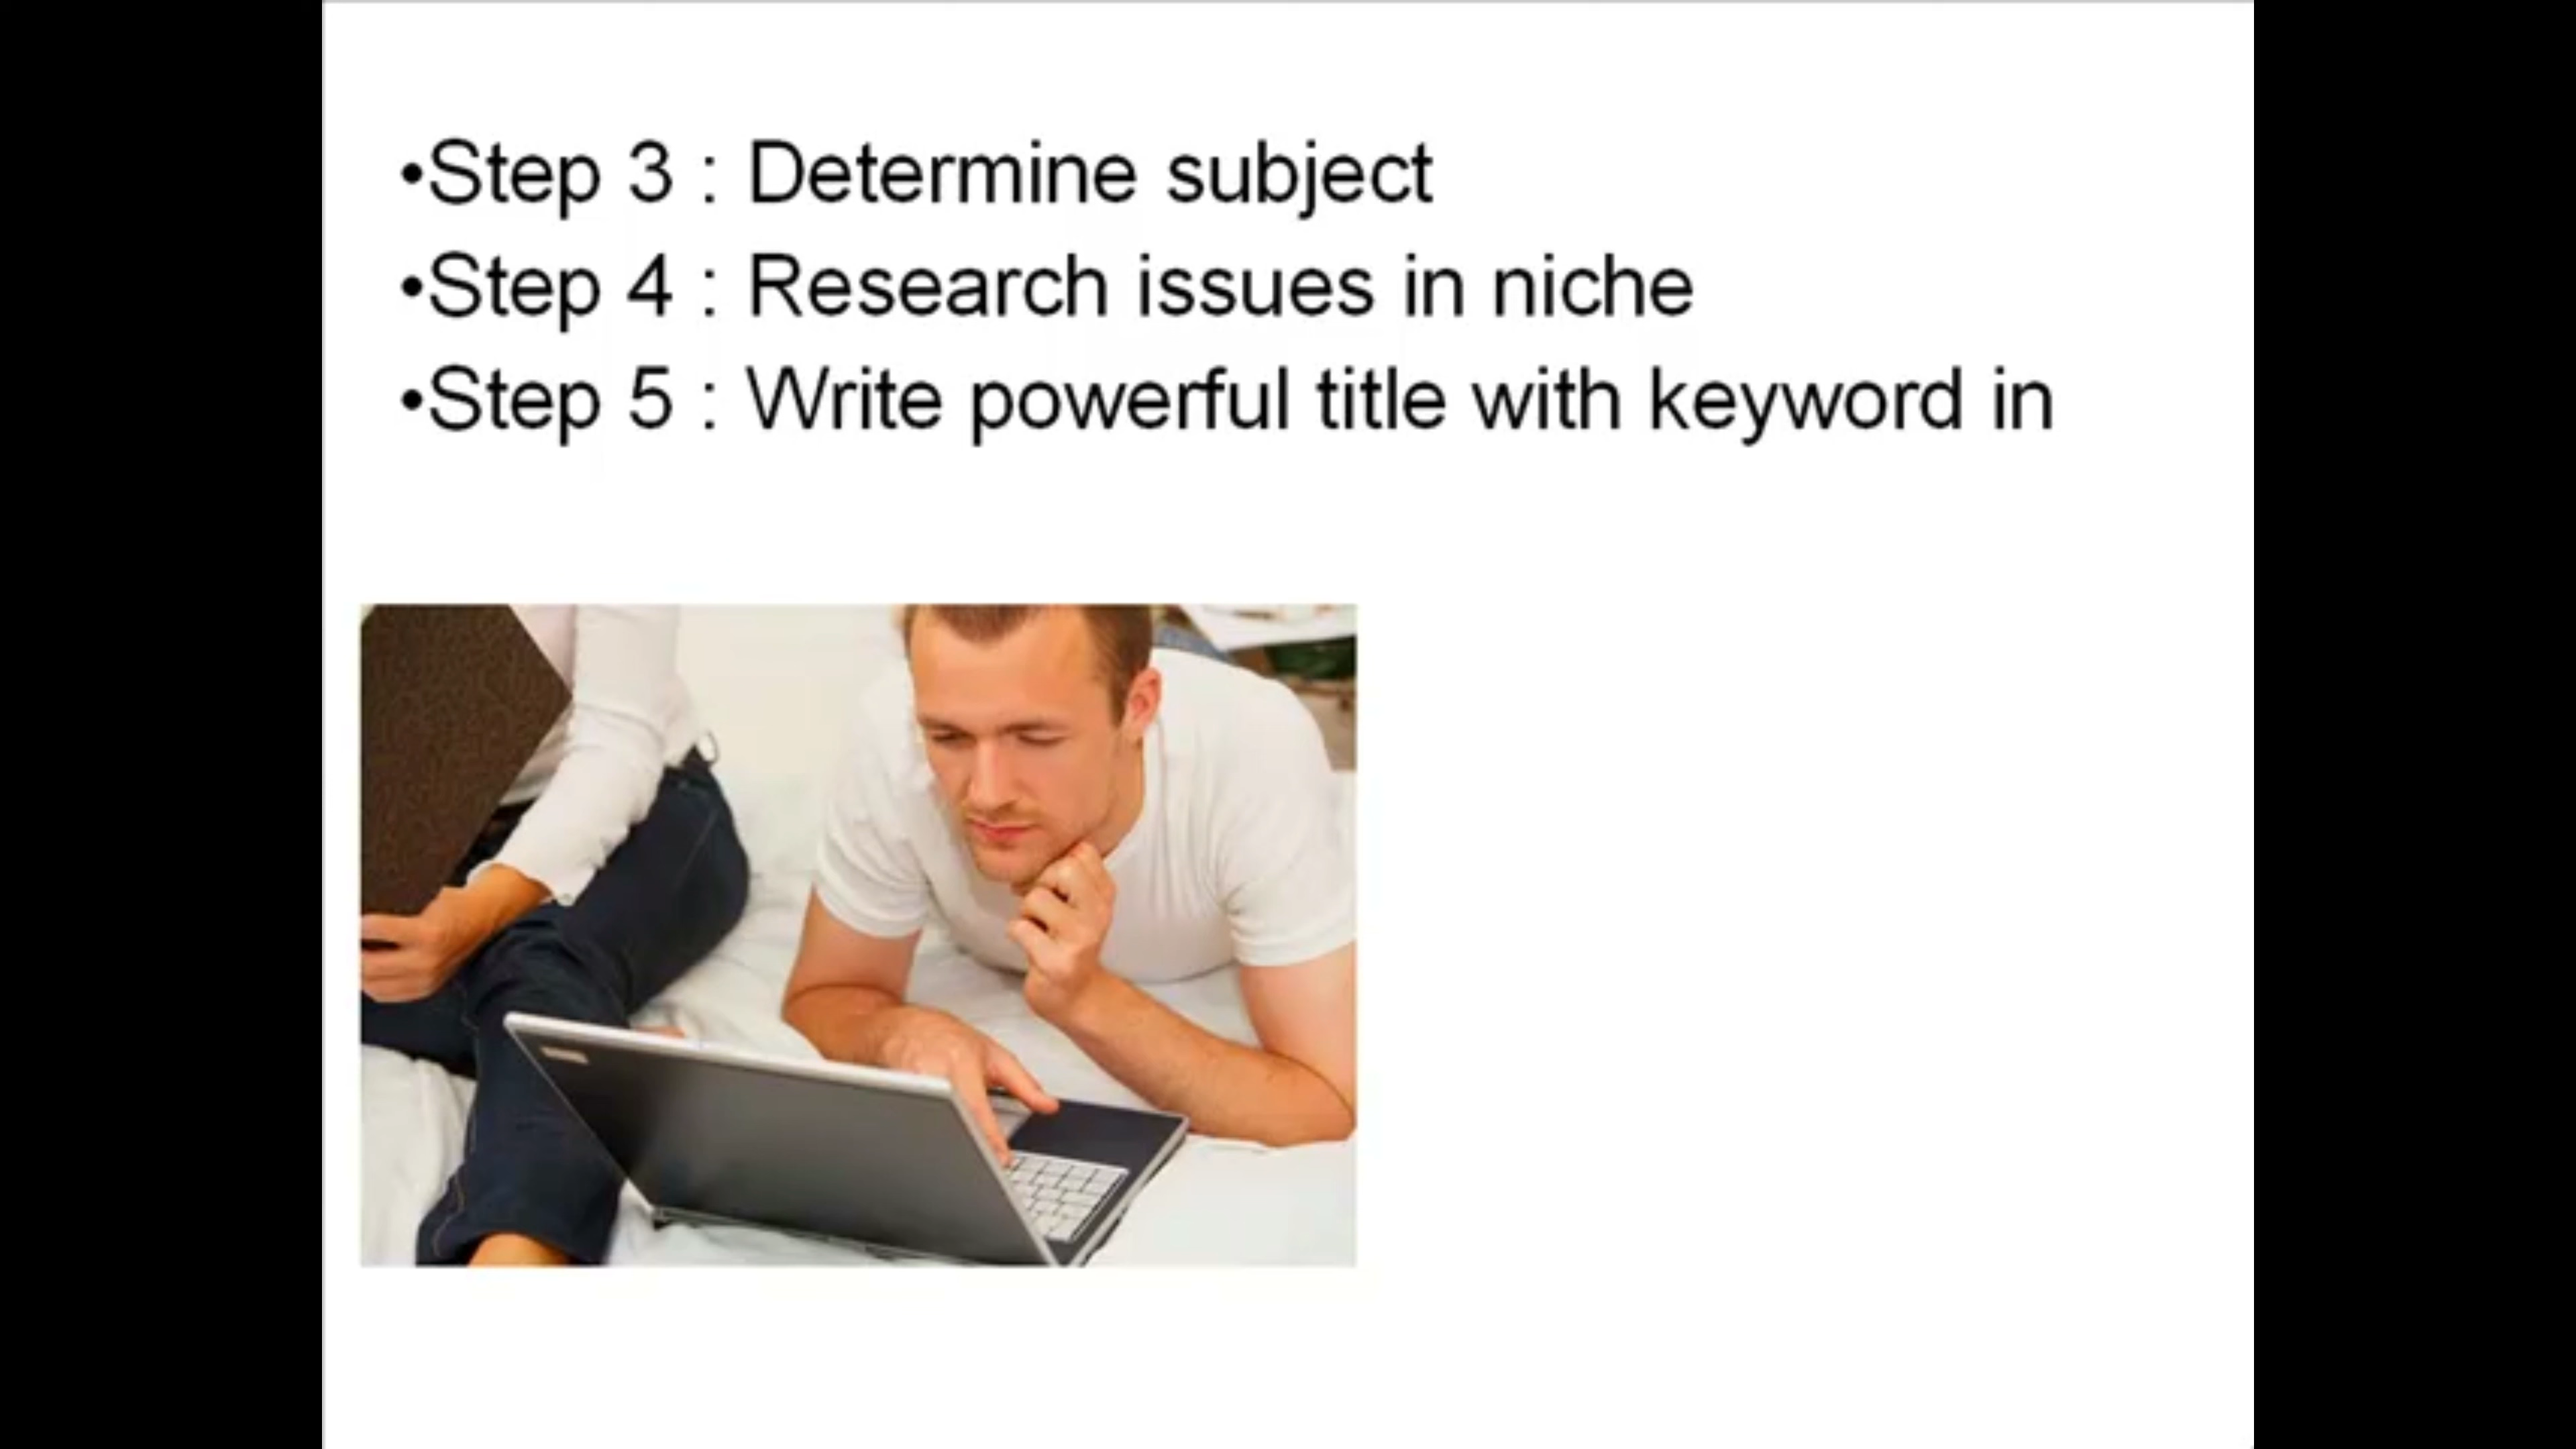 •Step 3 : Determine subject
•Step 4 : Research issues in niche
•Step 5 : Write powerful title with keyword in